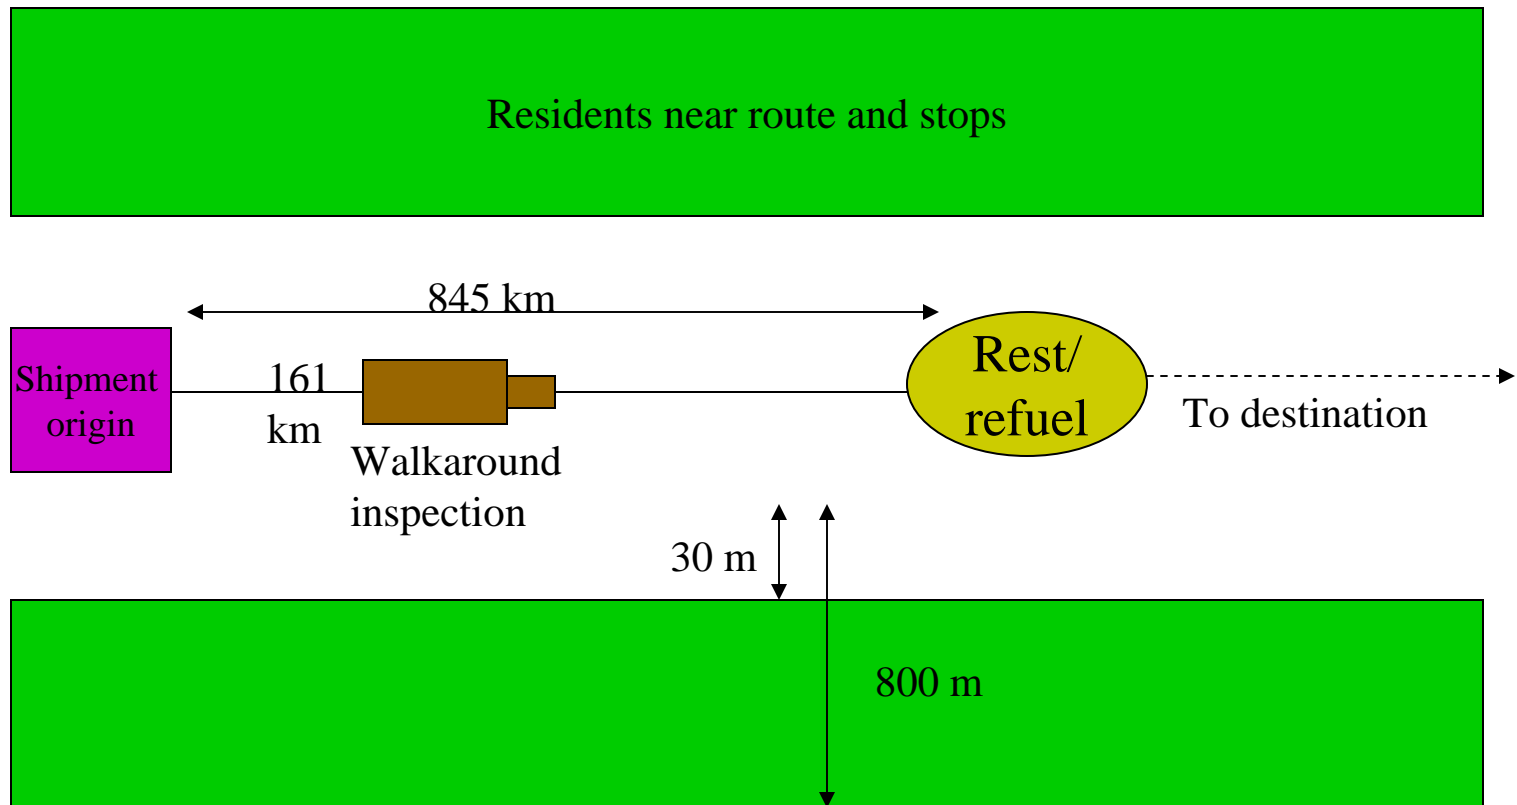 Residents near route and stops
845 km
Shipment
origin
161
km
Walkaround
inspection
Rest/
refuel
To destination
30 m
800 m